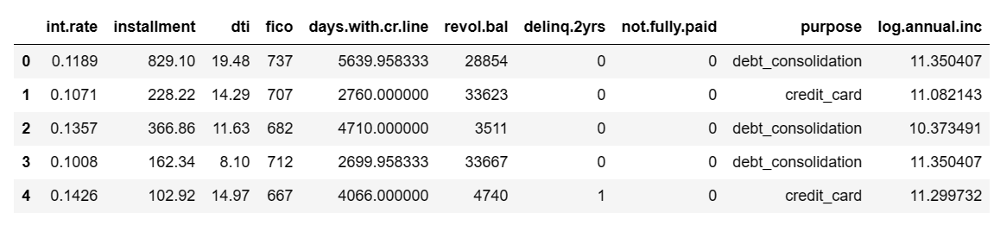 int.rate installment dti fico days.with.cr.line revol.bal delinq.2yrs not.fully.paid purpose log.annual.inc
0 0.1189 829.10 19.48 737 5639.958333 28854 0 0 debt_consolidation 11.350407
1 0.1071 228.22 14.29 707 2760.000000 33623 0 0 credit_card 11.082143
2 0.1357 366.86 11.63 682 4710.000000 3511 0 0 debt_consolidation 10.373491
3 0.1008 162.34 8.10 712 2699.958333 33667 0 0 debt_consolidation 11.350407
4 0.1426 102.92 14.97 667 4066.000000 4740 1 0 credit_card 11.299732